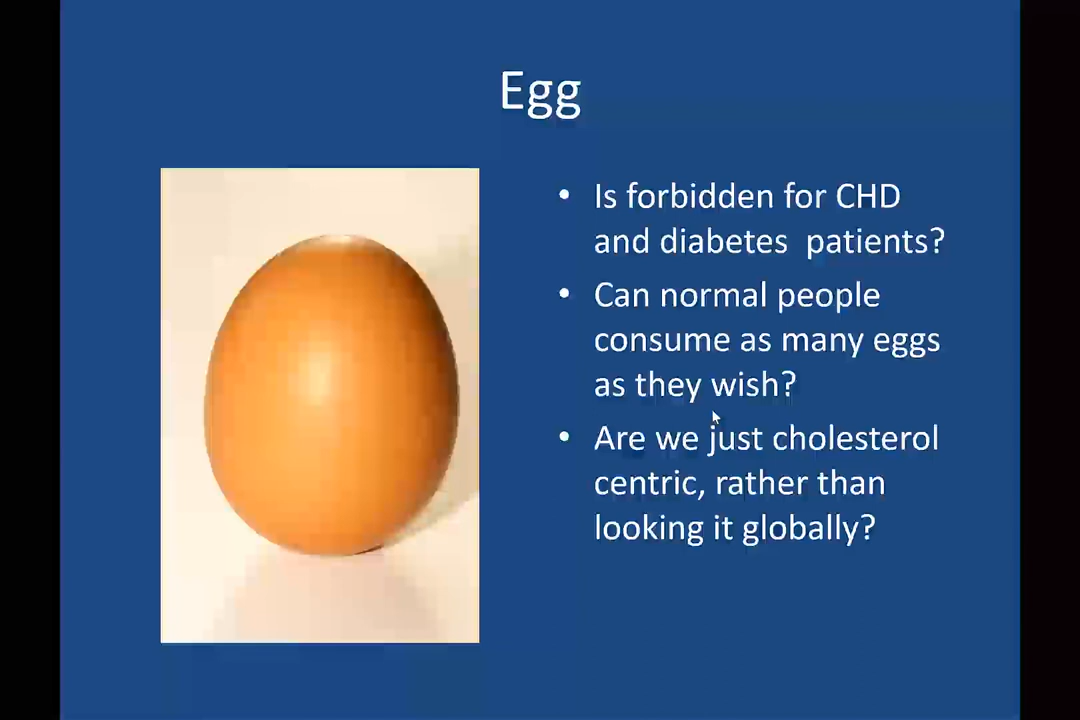 Egg
• Is forbidden for CHD
and diabetes  patients?
• Can normal people
consume as many eggs
as they wish?
• Are we just cholesterol
centric, rather than
looking it globally?